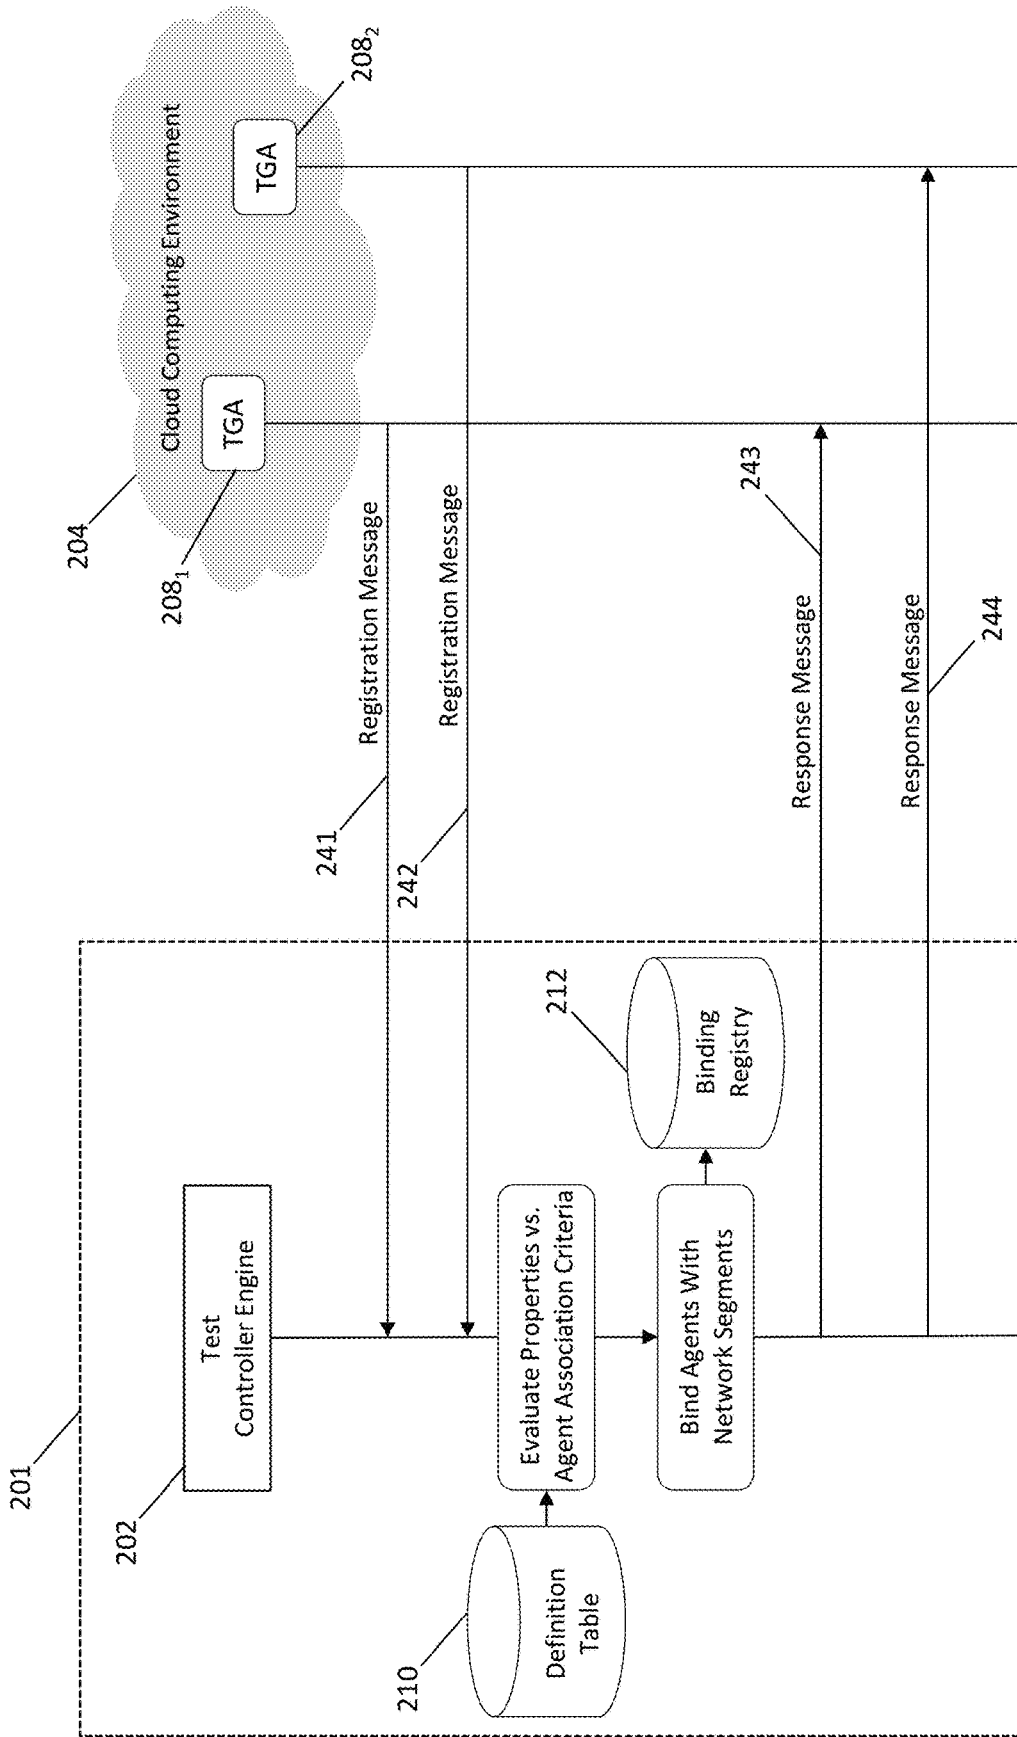 201
202
Test
Controller Engine
204
Cloud Computing Environment
208₁
TGA
TGA
208₂
241
Registration Message
242
Registration Message
210
Definition
Table
Evaluate Properties vs.
Agent Association Criteria
Bind Agents With
Network Segments
212
Binding
Registry
Response Message
243
Response Message
244